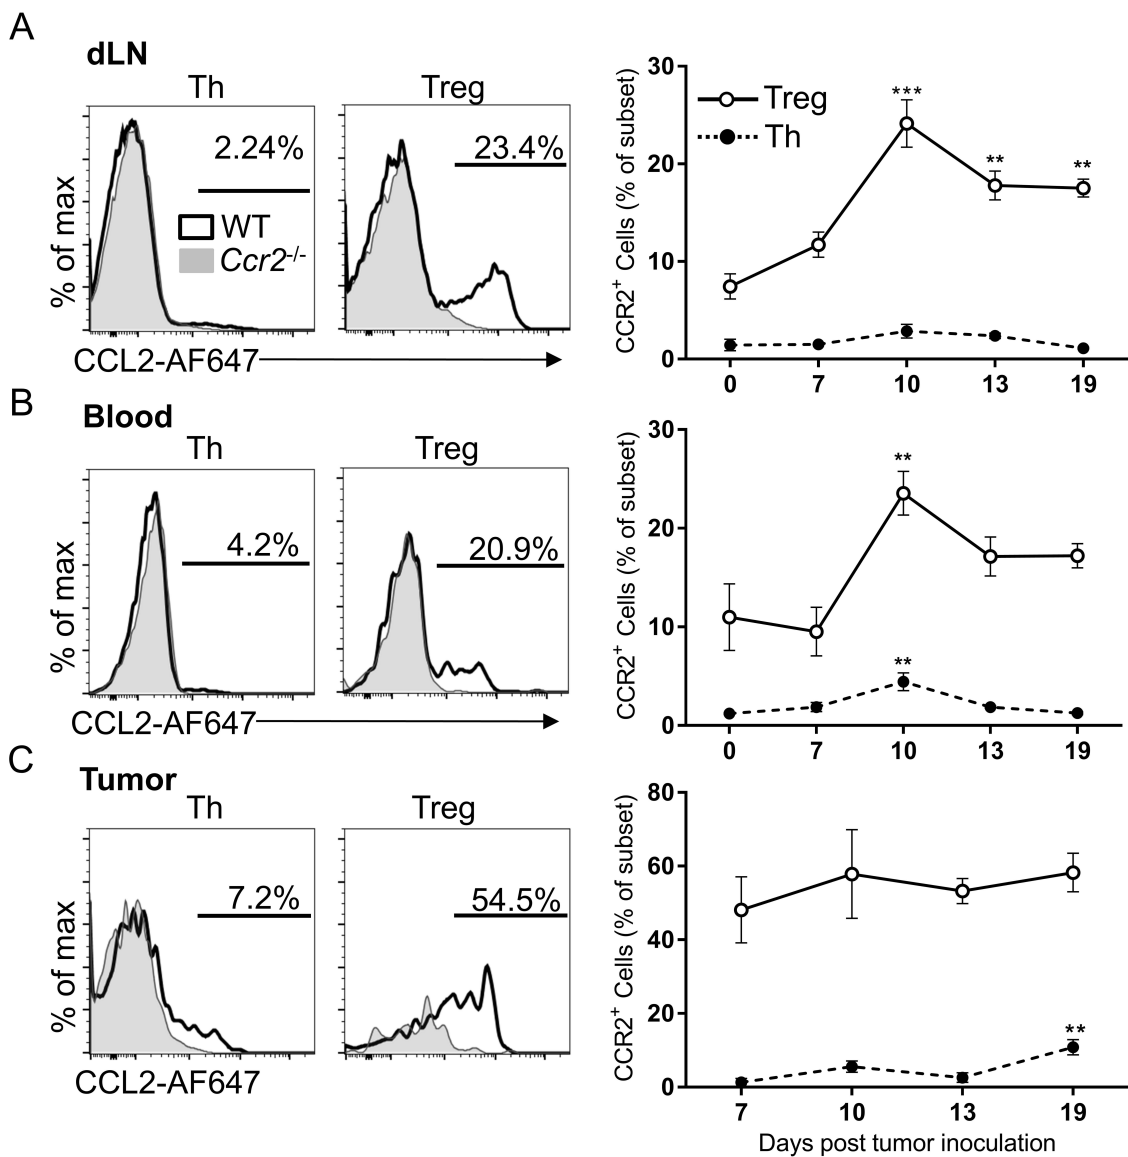 A
dLN
Th
Treg
2.24%
23.4%
WT
Ccr2-/-
% of max
CCL2-AF647
CCR2+ Cells (% of subset)
30
20
10
0
Treg
Th
***
**
**
0 7 10 13 19
B
Blood
Th
Treg
4.2%
20.9%
% of max
CCL2-AF647
CCR2+ Cells (% of subset)
30
20
10
0
**
**
0 7 10 13 19
C
Tumor
Th
Treg
7.2%
54.5%
% of max
CCL2-AF647
CCR2+ Cells (% of subset)
80
60
40
20
0
**
7 10 13 19
Days post tumor inoculation